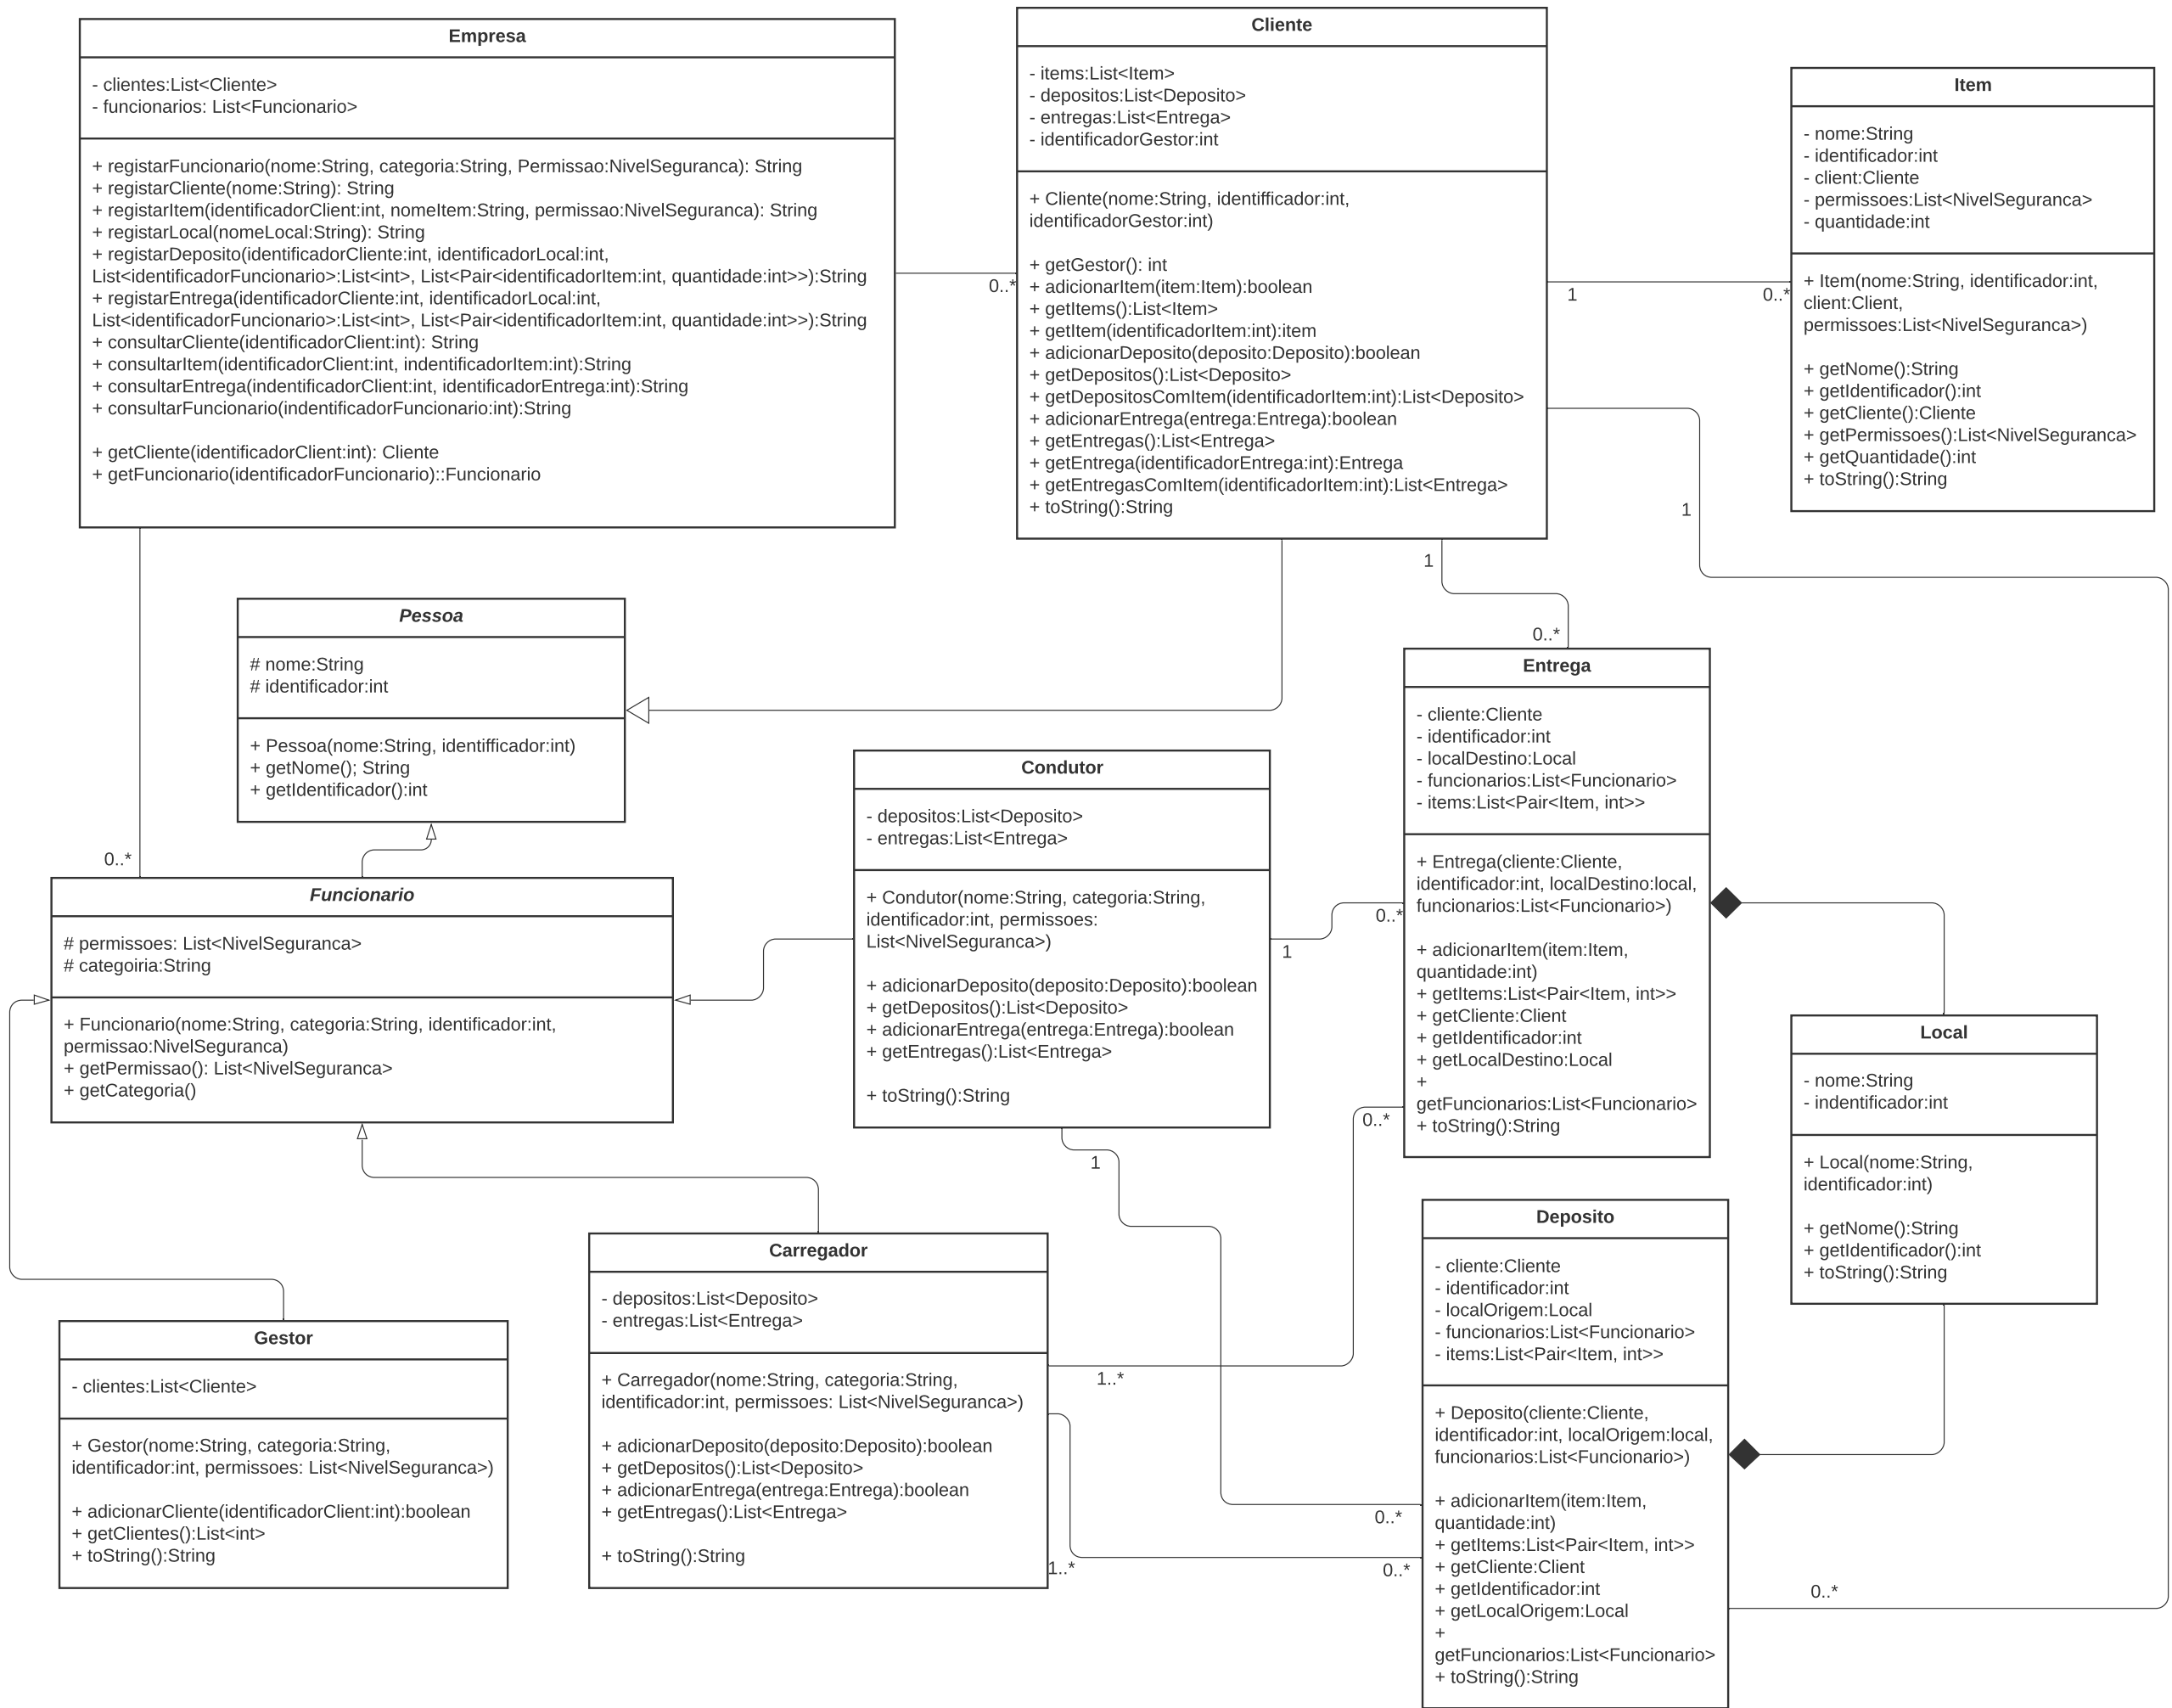 Empresa
- clientes:List<Cliente>
- funcionarios: List<Funcionario>
+ registarFuncionario(nome:String, categoria:String, Permissao:NivelSeguranca): String
+ registarCliente(nome:String): String
+ registarItem(identificadorClient:int, nomeItem:String, permissao:NivelSeguranca): String
+ registarLocal(nomeLocal:String): String
+ registarDeposito(identificadorCliente:int, identificadorLocal:int,
List<identificadorFuncionario>:List<int>, List<Pair<identificadorItem:int, quantidade:int>>):String
+ registarEntrega(identificadorCliente:int, identificadorLocal:int,
List<identificadorFuncionario>:List<int>, List<Pair<identificadorItem:int, quantidade:int>>):String
+ consultarCliente(identificadorClient:int): String
+ consultarItem(identificadorClient:int, indentificadorItem:int):String
+ consultarEntrega(indentificadorClient:int, identificadorEntrega:int):String
+ consultarFuncionario(indentificadorFuncionario:int):String
+ getCliente(identificadorClient:int): Cliente
+ getFuncionario(identificadorFuncionario)::Funcionario
0..*
0..*
Cliente
- items:List<Item>
- depositos:List<Deposito>
- entregas:List<Entrega>
- identificadorGestor:int
+ Cliente(nome:String, identifficador:int,
identificadorGestor:int)
+ getGestor(): int
+ adicionarItem(item:Item):boolean
+ getItems():List<Item>
+ getItem(identificadorItem:int):item
+ adicionarDeposito(deposito:Deposito):boolean
+ getDepositos():List<Deposito>
+ getDepositosComItem(identificadorItem:int):List<Deposito>
+ adicionarEntrega(entrega:Entrega):boolean
+ getEntregas():List<Entrega>
+ getEntrega(identificadorEntrega:int):Entrega
+ getEntregasComItem(identificadorItem:int):List<Entrega>
+ toString():String
1
0..*
1
1
0..*
Item
- nome:String
- identificador:int
- client:Cliente
- permissoes:List<NivelSeguranca>
- quantidade:int
+ Item(nome:String, identificador:int,
client:Client,
permissoes:List<NivelSeguranca>)
+ getNome():String
+ getIdentificador():int
+ getCliente():Cliente
+ getPermissoes():List<NivelSeguranca>
+ getQuantidade():int
+ toString():String
Pessoa
# nome:String
# identificador:int
+ Pessoa(nome:String, identifficador:int)
+ getNome(); String
+ getIdentificador():int
Funcionario
# permissoes: List<NivelSeguranca>
# categoiria:String
+ Funcionario(nome:String, categoria:String, identificador:int,
permissao:NivelSeguranca)
+ getPermissao(): List<NivelSeguranca>
+ getCategoria()
Condutor
- depositos:List<Deposito>
- entregas:List<Entrega>
+ Condutor(nome:String, categoria:String,
identificador:int, permissoes:
List<NivelSeguranca>)
+ adicionarDeposito(deposito:Deposito):boolean
+ getDepositos():List<Deposito>
+ adicionarEntrega(entrega:Entrega):boolean
+ getEntregas():List<Entrega>
+ toString():String
1
0..*
1
0..*
Entrega
- cliente:Cliente
- identificador:int
- localDestino:Local
- funcionarios:List<Funcionario>
- items:List<Pair<Item, int>>
+ Entrega(cliente:Cliente,
identificador:int, localDestino:local,
funcionarios:List<Funcionario>)
+ adicionarItem(item:Item,
quantidade:int)
+ getItems:List<Pair<Item, int>>
+ getCliente:Client
+ getIdentificador:int
+ getLocalDestino:Local
+
getFuncionarios:List<Funcionario>
+ toString():String
Local
- nome:String
- indentificador:int
+ Local(nome:String,
identificador:int)
+ getNome():String
+ getIdentificador():int
+ toString():String
Gestor
- clientes:List<Cliente>
+ Gestor(nome:String, categoria:String,
identificador:int, permissoes: List<NivelSeguranca>)
+ adicionarCliente(identificadorClient:int):boolean
+ getClientes():List<int>
+ toString():String
Carregador
- depositos:List<Deposito>
- entregas:List<Entrega>
+ Carregador(nome:String, categoria:String,
identificador:int, permissoes: List<NivelSeguranca>)
+ adicionarDeposito(deposito:Deposito):boolean
+ getDepositos():List<Deposito>
+ adicionarEntrega(entrega:Entrega):boolean
+ getEntregas():List<Entrega>
+ toString():String
1..*
1..*
0..*
0..*
Deposito
- cliente:Cliente
- identificador:int
- localOrigem:Local
- funcionarios:List<Funcionario>
- items:List<Pair<Item, int>>
+ Deposito(cliente:Cliente,
identificador:int, localOrigem:local,
funcionarios:List<Funcionario>)
+ adicionarItem(item:Item,
quantidade:int)
+ getItems:List<Pair<Item, int>>
+ getCliente:Client
+ getIdentificador:int
+ getLocalOrigem:Local
+
getFuncionarios:List<Funcionario>
+ toString():String
0..*